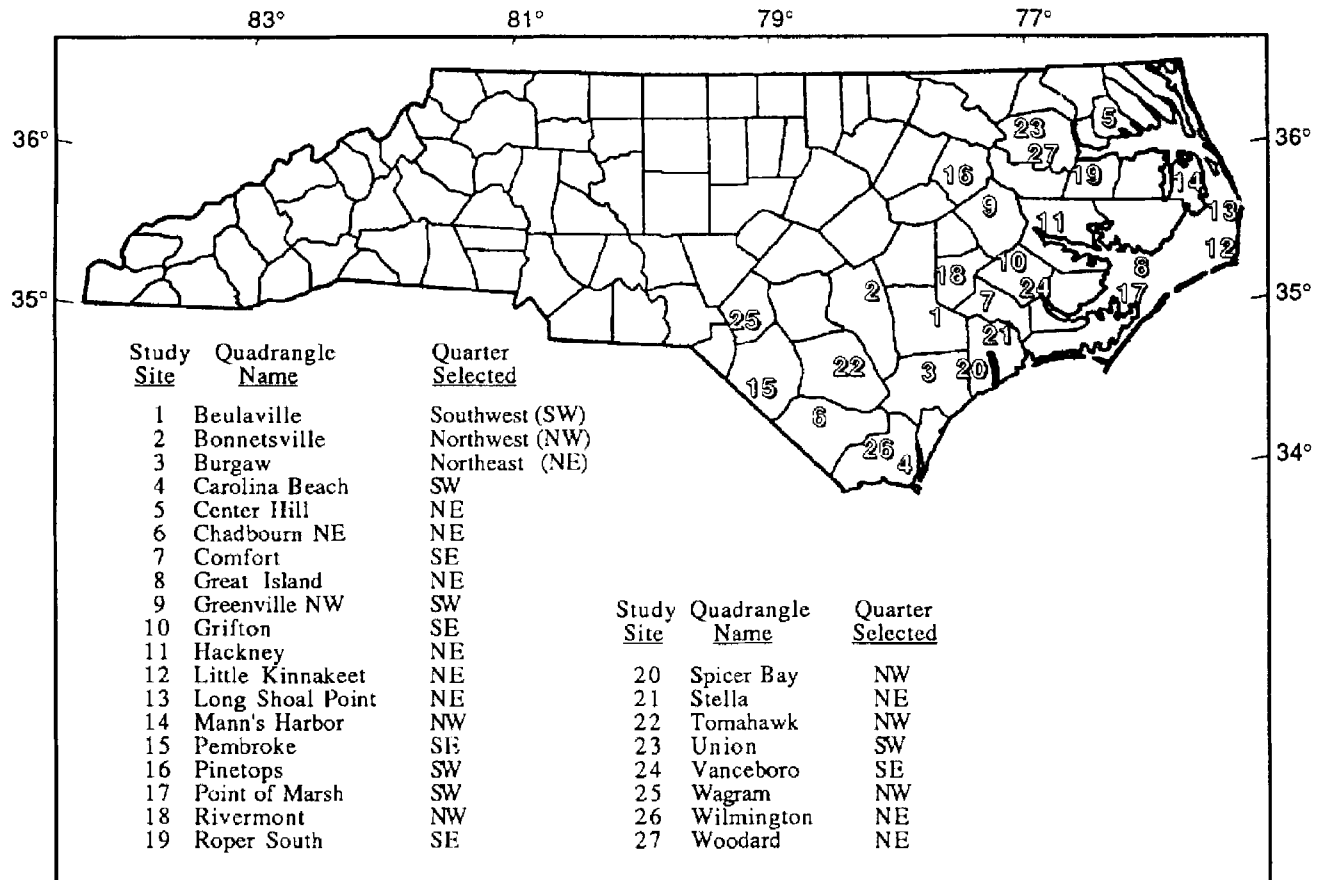 83° 81° 79° 77°
5
23
36° 36°
27
16 19 14
9 13
11
12
10 8
18
2 24 17
35° 7 35°
25 1
21
22 3 20
15
6
26 4 34°
Study Quadrangle Quarter
Site Name Selected
1 Beulaville Southwest (SW)
2 Bonnetsville Northwest (NW)
3 Burgaw Northeast (NE)
4 Carolina Beach SW
5 Center Hill NE
6 Chadbourn NE NE
7 Comfort SE
8 Great Island NE
9 Greenville NW SW
10 Grifton SE
11 Hackney NE
12 Little Kinnakeet NE
13 Long Shoal Point NE
14 Mann's Harbor NW
15 Pembroke SE
16 Pinetops SW
17 Point of Marsh SW
18 Rivermont NW
19 Roper South SE
Study Quadrangle Quarter
Site Name Selected
20 Spicer Bay NW
21 Stella NE
22 Tomahawk NW
23 Union SW
24 Vanceboro SE
25 Wagram NW
26 Wilmington NE
27 Woodard NE